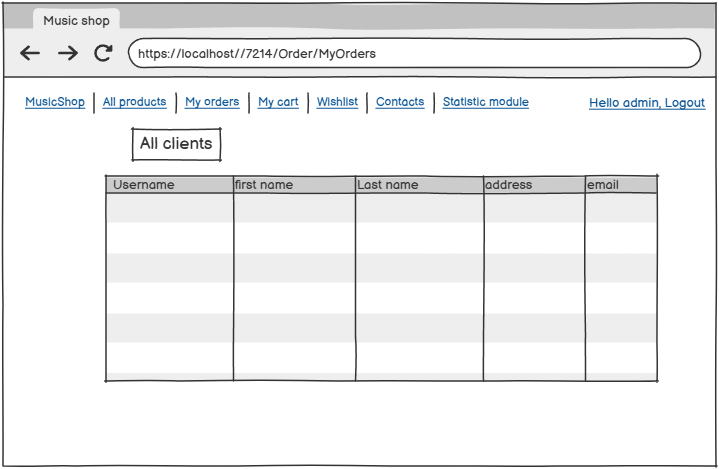 Music shop
https://localhost//7214/Order/MyOrders
MusicShop All products My orders My cart Wishlist Contacts Statistic module Hello admin, Logout
All clients
Username first name Last name address email